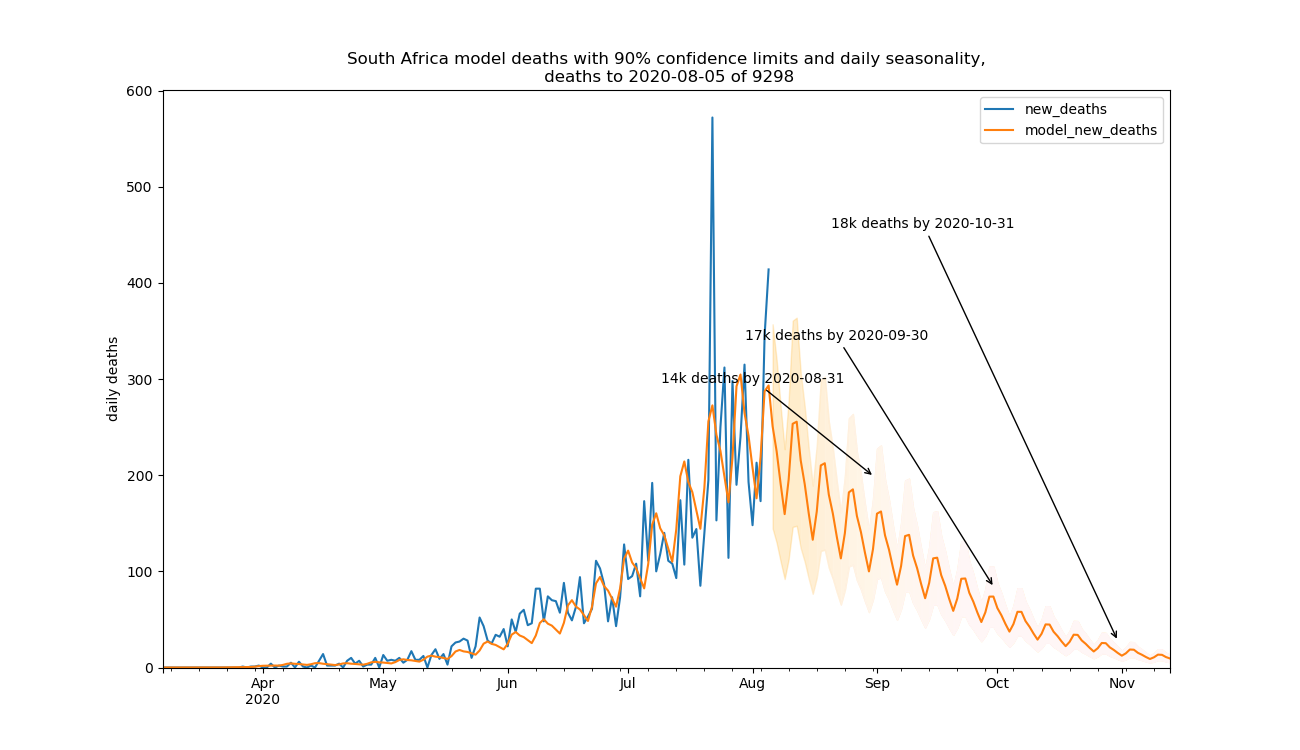 South Africa model deaths with 90% confidence limits and daily seasonality,
deaths to 2020-08-05 of 9298
600
new_deaths
model_new_deaths
500
18k deaths by 2020-10-31
400
17k deaths by 2020-09-30
daily deaths
300
14k deaths by 2020-08-31
200
100
0
Apr May Jun Jul Aug Sep Oct Nov
2020